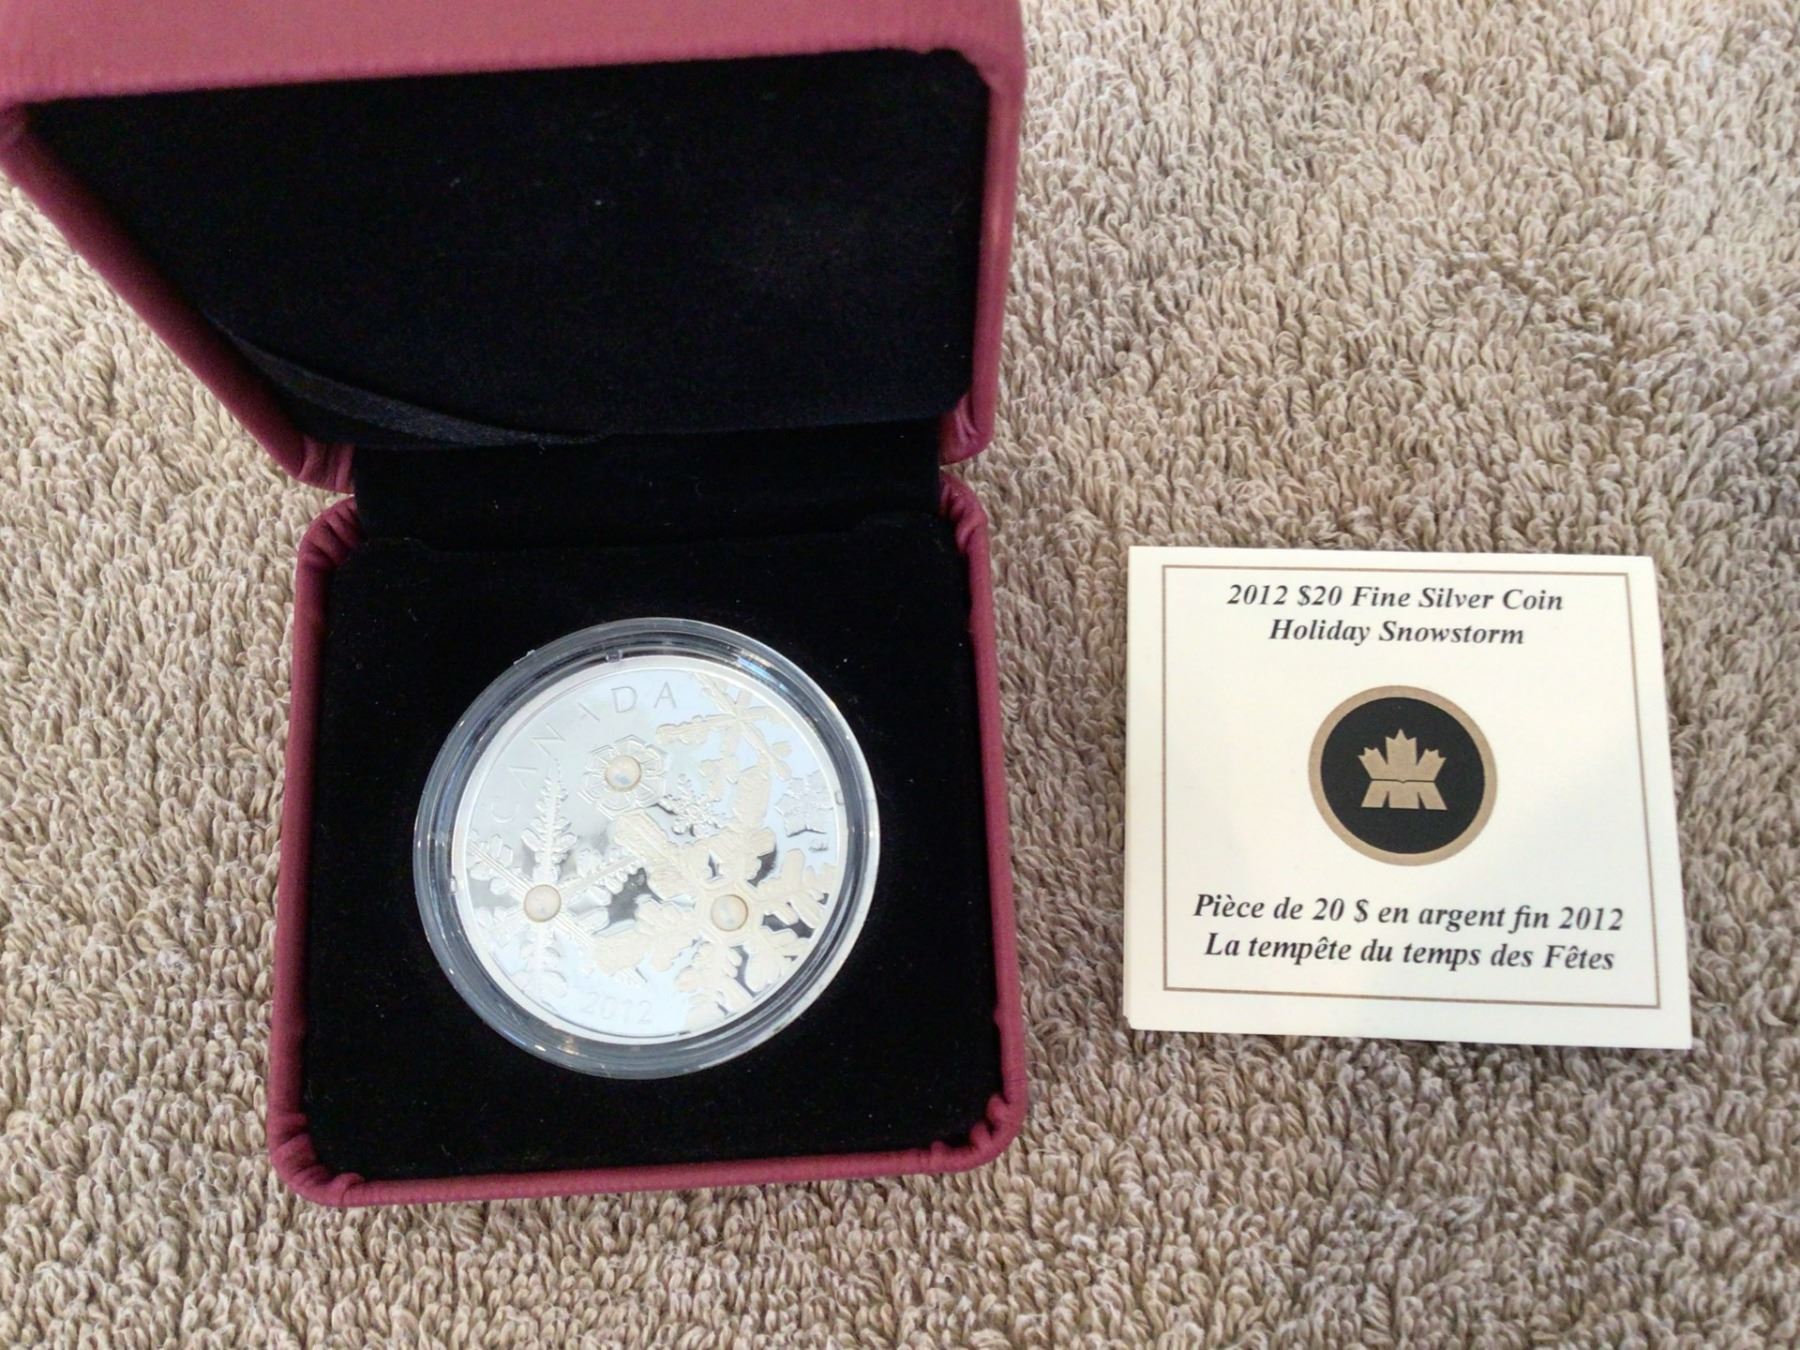 CANADA
2012
2012 $20 Fine Silver Coin
Holiday Snowstorm
Pièce de 20 $ en argent fin 2012
La tempête du temps des Fêtes